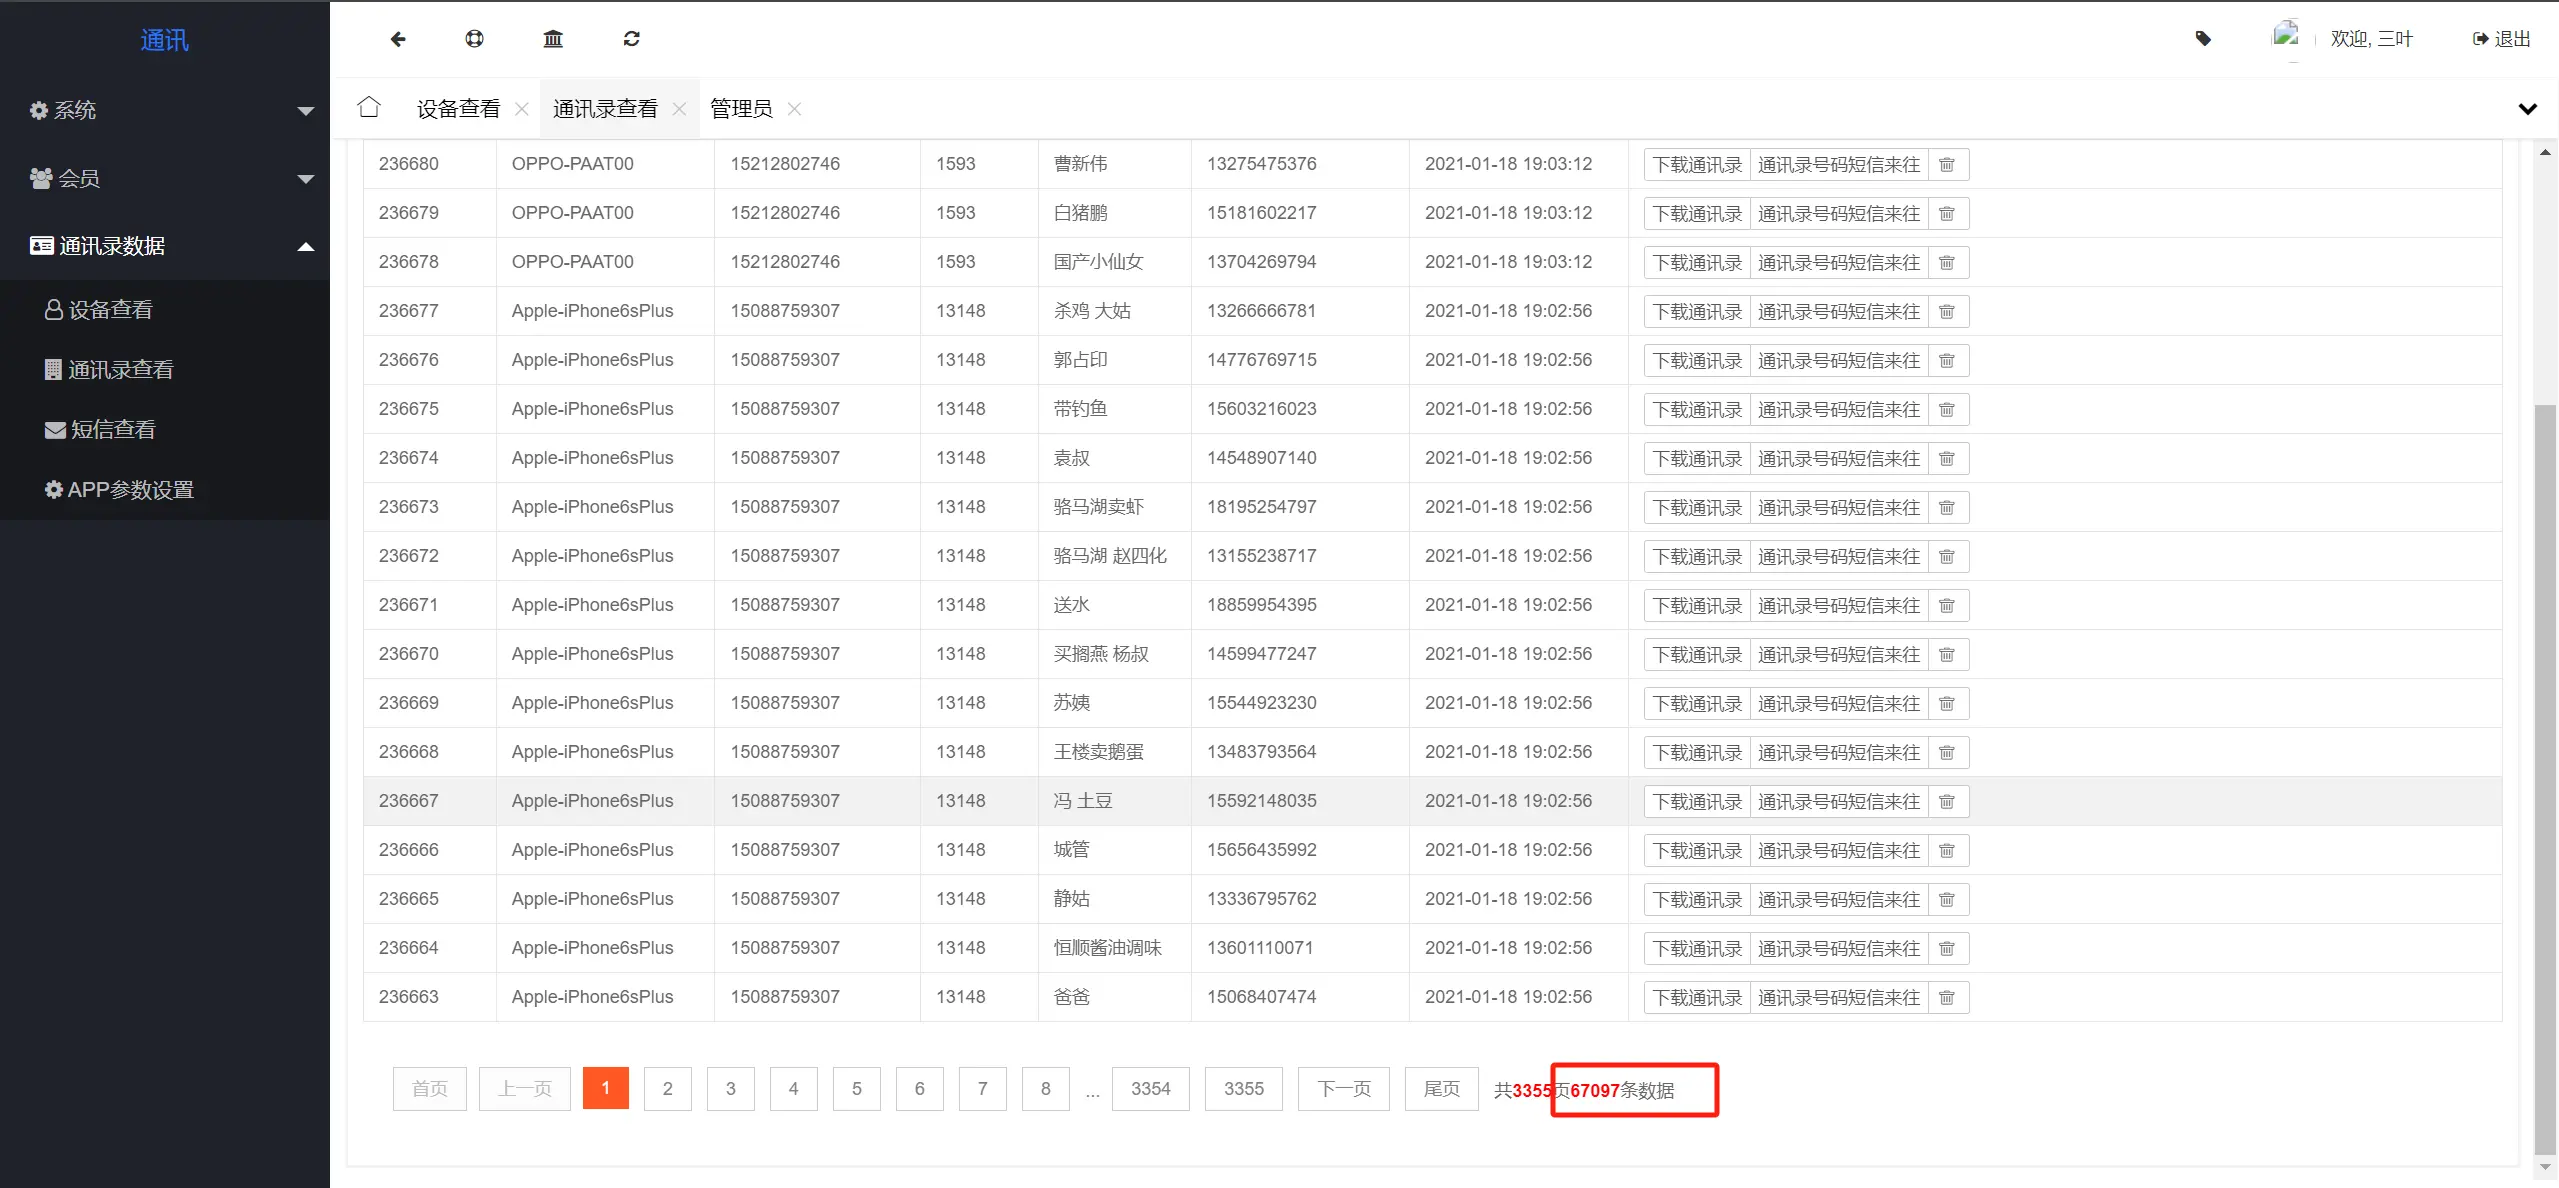 通讯
欢迎, 三叶 退出
系统
会员
通讯录数据
设备查看
通讯录查看
短信查看
APP参数设置
设备查看 通讯录查看 管理员
236680 OPPO-PAAT00 15212802746 1593 曹新伟 13275475376 2021-01-18 19:03:12 下载通讯录 通讯录号码短信来往
236679 OPPO-PAAT00 15212802746 1593 白猪鹏 15181602217 2021-01-18 19:03:12 下载通讯录 通讯录号码短信来往
236678 OPPO-PAAT00 15212802746 1593 国产小仙女 13704269794 2021-01-18 19:03:12 下载通讯录 通讯录号码短信来往
236677 Apple-iPhone6sPlus 15088759307 13148 杀鸡 大姑 13266666781 2021-01-18 19:02:56 下载通讯录 通讯录号码短信来往
236676 Apple-iPhone6sPlus 15088759307 13148 郭占印 14776769715 2021-01-18 19:02:56 下载通讯录 通讯录号码短信来往
236675 Apple-iPhone6sPlus 15088759307 13148 带钓鱼 15603216023 2021-01-18 19:02:56 下载通讯录 通讯录号码短信来往
236674 Apple-iPhone6sPlus 15088759307 13148 袁叔 14548907140 2021-01-18 19:02:56 下载通讯录 通讯录号码短信来往
236673 Apple-iPhone6sPlus 15088759307 13148 骆马湖卖虾 18195254797 2021-01-18 19:02:56 下载通讯录 通讯录号码短信来往
236672 Apple-iPhone6sPlus 15088759307 13148 骆马湖 赵四化 13155238717 2021-01-18 19:02:56 下载通讯录 通讯录号码短信来往
236671 Apple-iPhone6sPlus 15088759307 13148 送水 18859954395 2021-01-18 19:02:56 下载通讯录 通讯录号码短信来往
236670 Apple-iPhone6sPlus 15088759307 13148 买搁燕 杨叔 14599477247 2021-01-18 19:02:56 下载通讯录 通讯录号码短信来往
236669 Apple-iPhone6sPlus 15088759307 13148 苏姨 15544923230 2021-01-18 19:02:56 下载通讯录 通讯录号码短信来往
236668 Apple-iPhone6sPlus 15088759307 13148 王楼卖鹅蛋 13483793564 2021-01-18 19:02:56 下载通讯录 通讯录号码短信来往
236667 Apple-iPhone6sPlus 15088759307 13148 冯 土豆 15592148035 2021-01-18 19:02:56 下载通讯录 通讯录号码短信来往
236666 Apple-iPhone6sPlus 15088759307 13148 城管 15656435992 2021-01-18 19:02:56 下载通讯录 通讯录号码短信来往
236665 Apple-iPhone6sPlus 15088759307 13148 静姑 13336795762 2021-01-18 19:02:56 下载通讯录 通讯录号码短信来往
236664 Apple-iPhone6sPlus 15088759307 13148 恒顺酱油调味 13601110071 2021-01-18 19:02:56 下载通讯录 通讯录号码短信来往
236663 Apple-iPhone6sPlus 15088759307 13148 爸爸 15068407474 2021-01-18 19:02:56 下载通讯录 通讯录号码短信来往
首页 上一页 1 2 3 4 5 6 7 8 ... 3354 3355 下一页 尾页 共3355页67097条数据